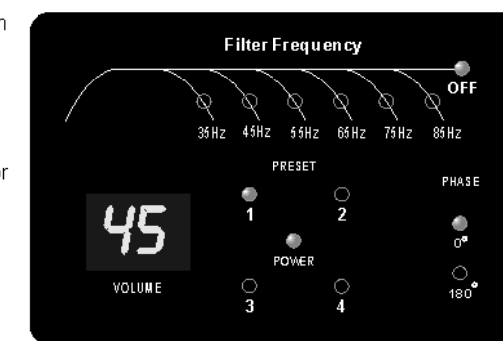 Filter Frequency
OFF
35Hz 45Hz 55Hz 65Hz 75Hz 85Hz
PRESET
PHASE
1 2
45
0°
POWER
VOLUME
180°
3 4